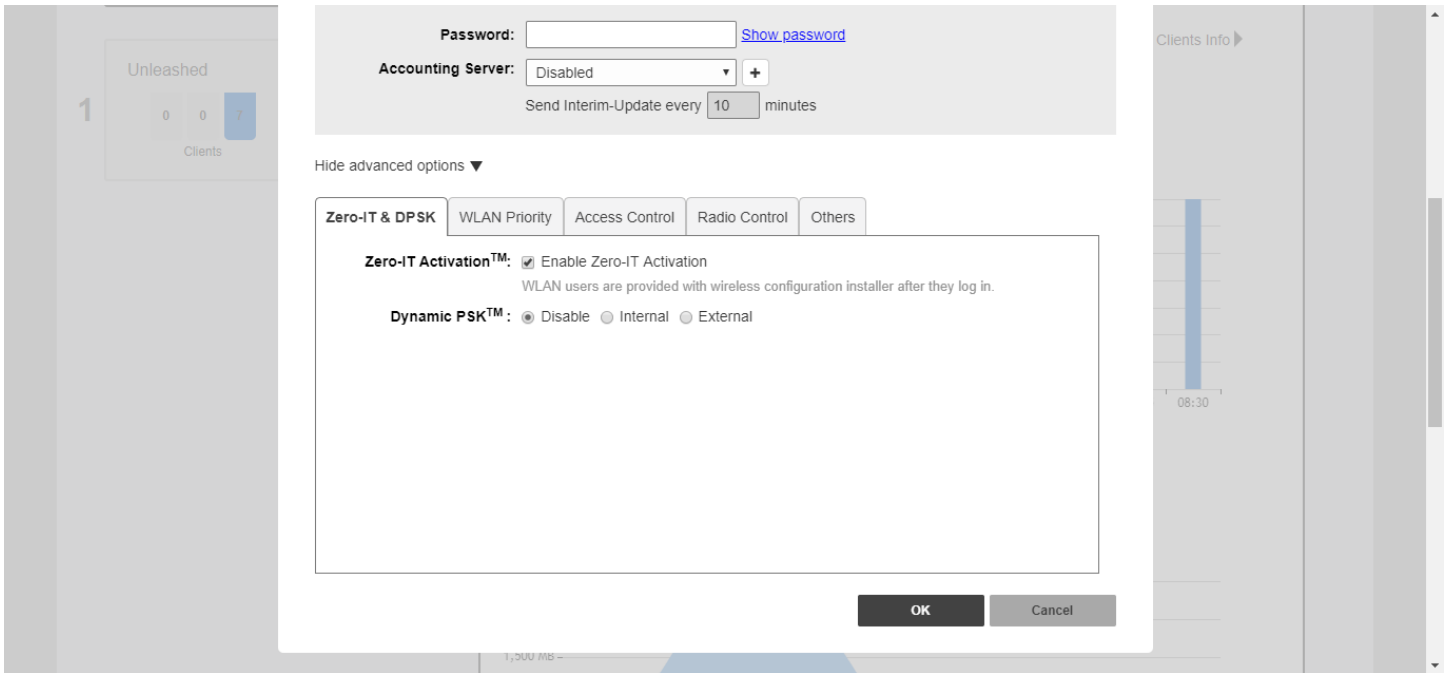 Password: Show password
Clients Info
Accounting Server: Disabled +
Unleashed
Send Interim-Update every 10 minutes
1 0 0 7
Clients
Hide advanced options
Zero-IT & DPSK WLAN Priority Access Control Radio Control Others
Zero-IT Activation™: Enable Zero-IT Activation
WLAN users are provided with wireless configuration installer after they log in.
Dynamic PSK™ : Disable Internal External
08:30
OK Cancel
1,500 MB